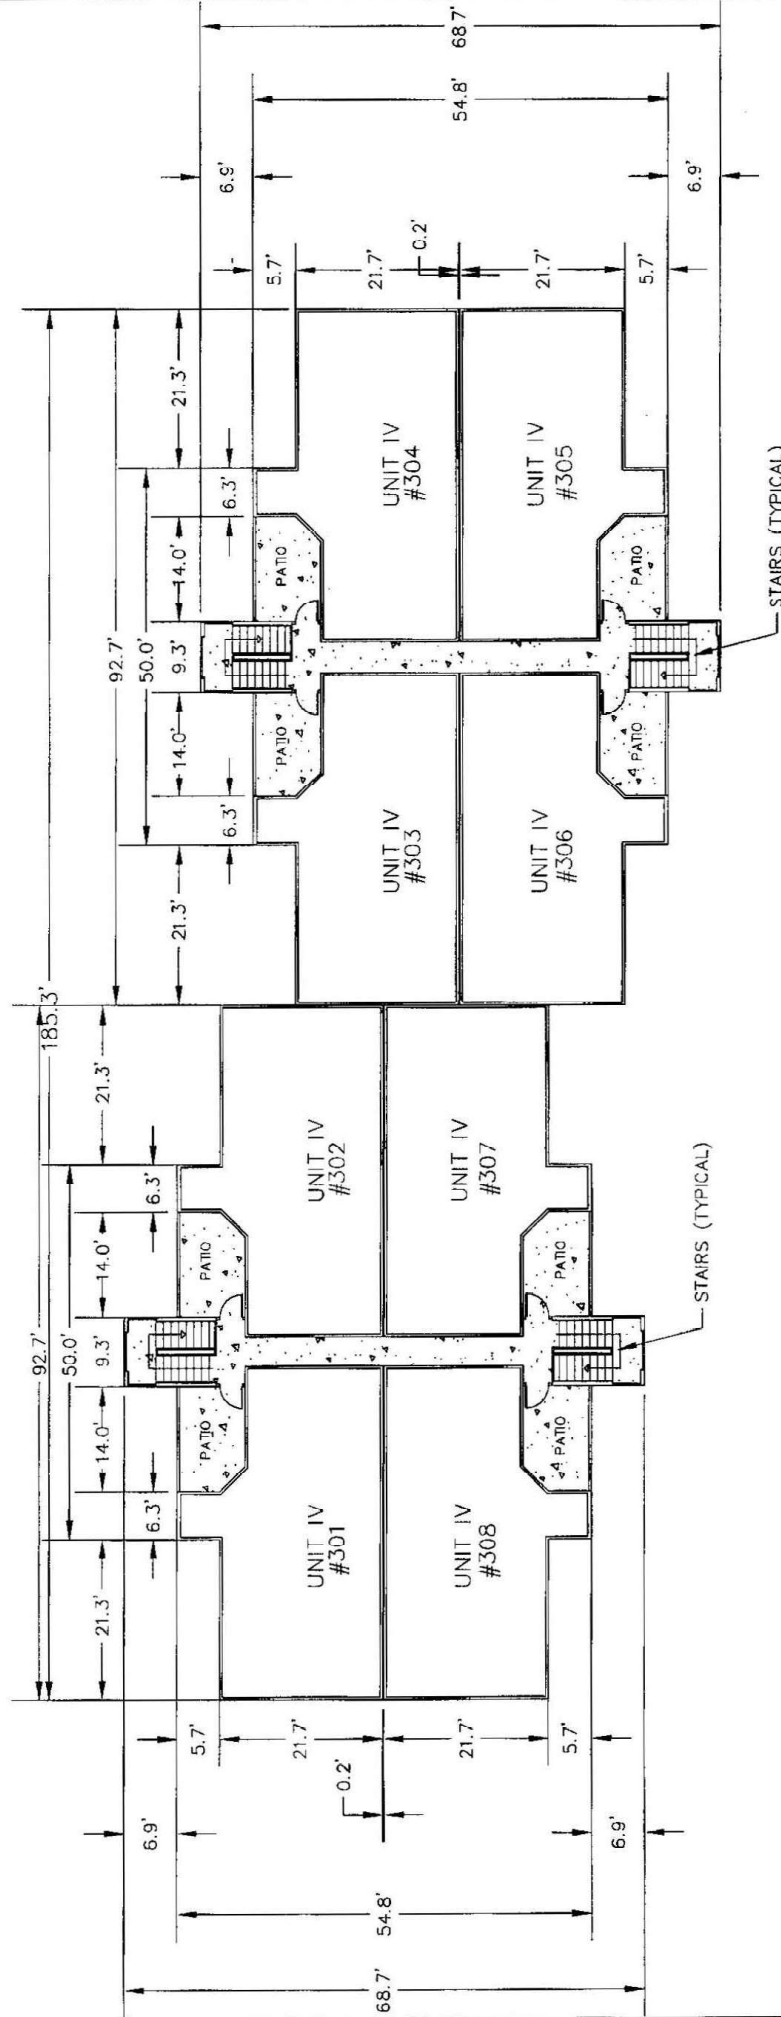 68.7'
54.8'
6.9'
6.9'
5.7'
21.7'
0.2'
21.7'
5.7'
185.3'
92.7'
50.0'
21.3'
6.3'
14.0'
9.3'
14.0'
6.3'
21.3'
UNIT IV
#304
UNIT IV
#305
PATIO
PATIO
PATIO
PATIO
UNIT IV
#303
UNIT IV
#306
STAIRS (TYPICAL)
92.7'
50.0'
21.3'
6.3'
14.0'
9.3'
14.0'
6.3'
21.3'
UNIT IV
#302
UNIT IV
#307
PATIO
PATIO
PATIO
PATIO
UNIT IV
#301
UNIT IV
#308
STAIRS (TYPICAL)
5.7'
21.7'
0.2'
21.7'
5.7'
6.9'
6.9'
54.8'
68.7'